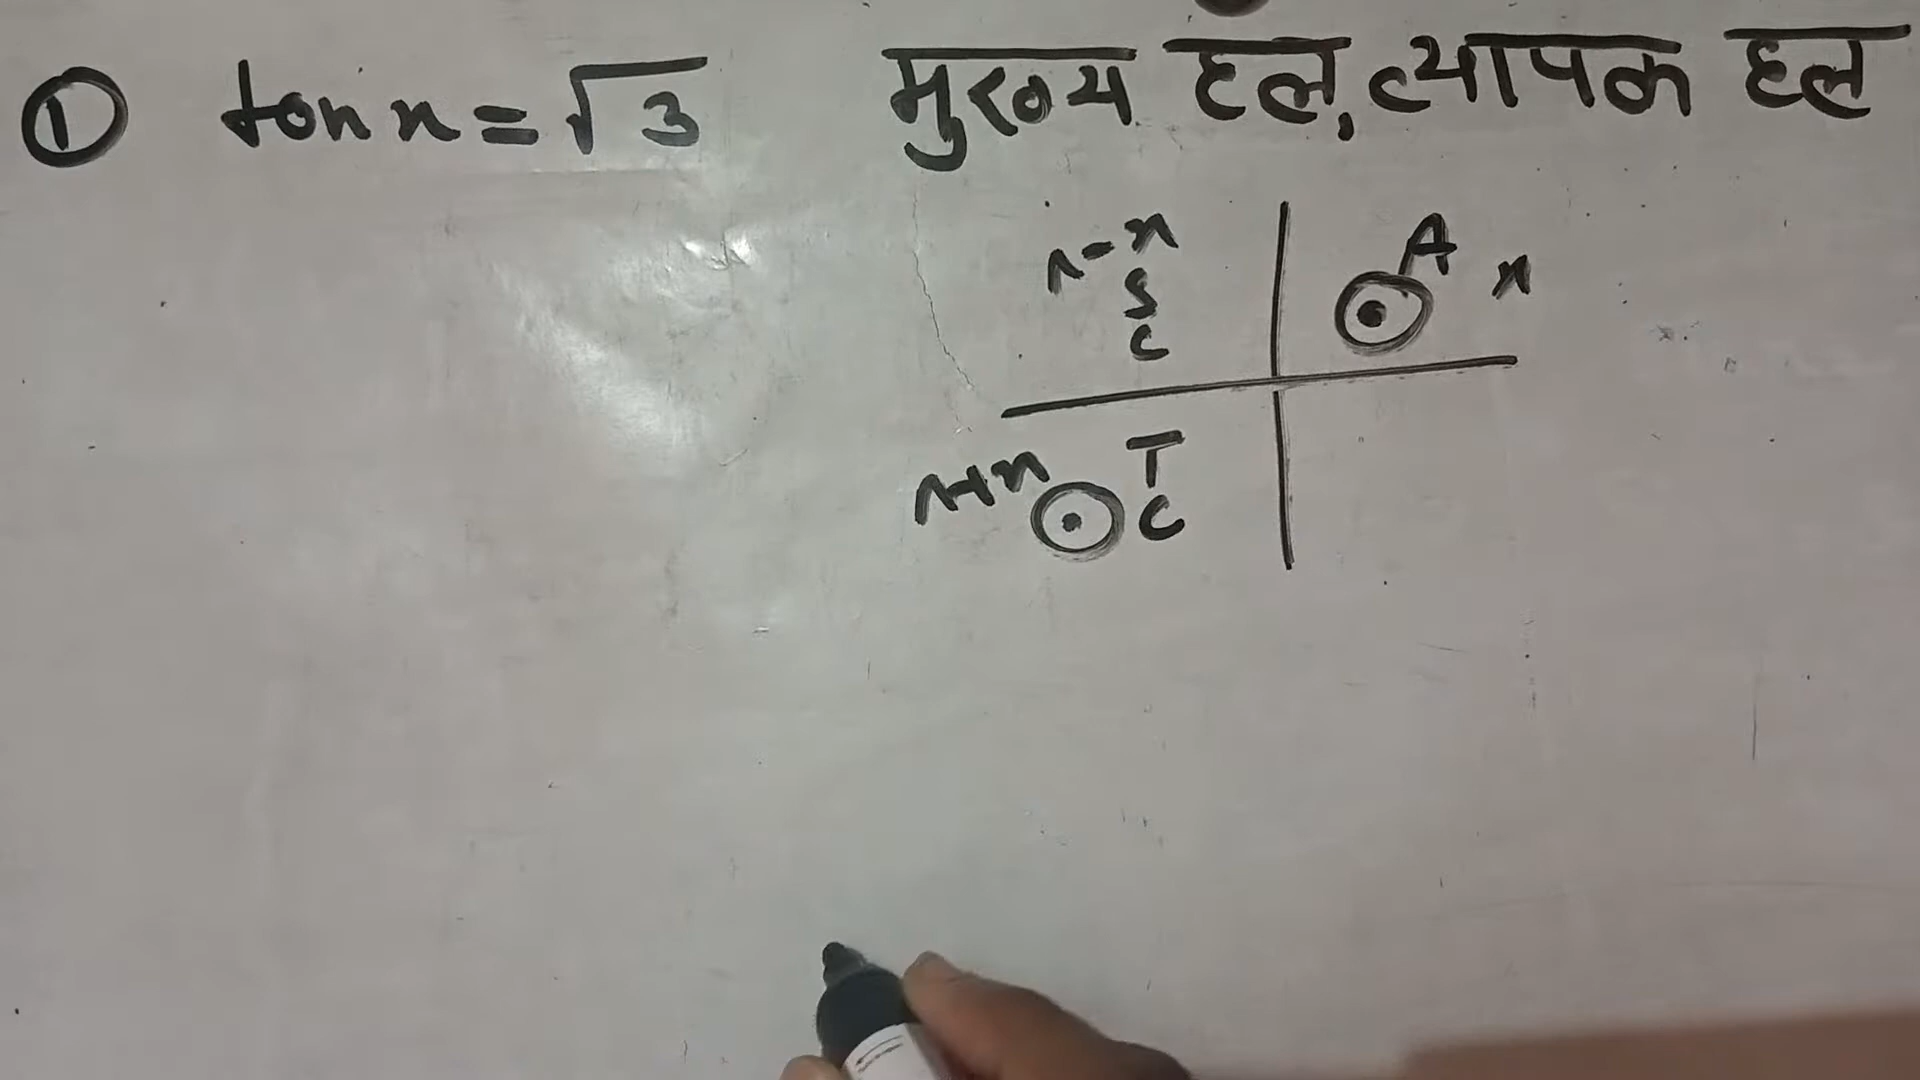 ① tan x = √3 मुख्य हल, व्यापक हल
π-x A x
S
C
π+x T
C